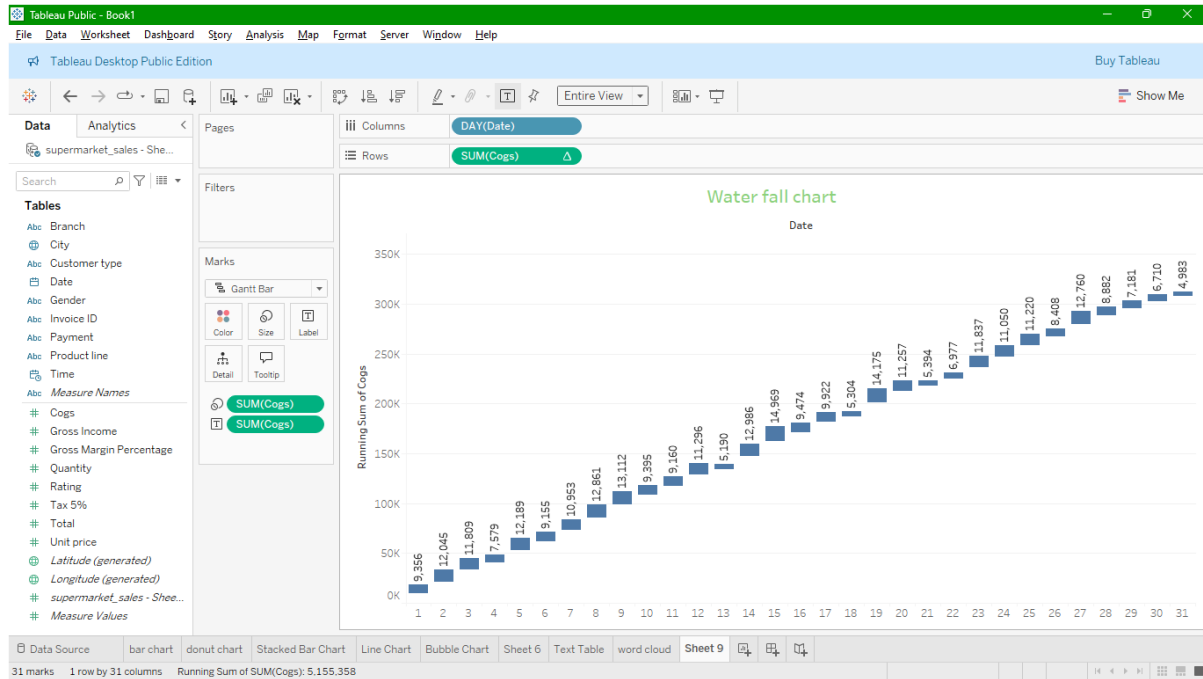 Tableau Public - Book1
File Data Worksheet Dashboard Story Analysis Map Format Server Window Help
Tableau Desktop Public Edition Buy Tableau
Entire View Show Me
Data Analytics
supermarket_sales - She...
Search
Tables
Abc Branch
City
Abc Customer type
Date
Abc Gender
Abc Invoice ID
Abc Payment
Abc Product line
Time
Abc Measure Names
# Cogs
# Gross Income
# Gross Margin Percentage
# Quantity
# Rating
# Tax 5%
# Total
# Unit price
Latitude (generated)
Longitude (generated)
# supermarket_sales - Shee...
# Measure Values
Pages
Filters
Marks
Gantt Bar
Color Size Label
Detail Tooltip
SUM(Cogs)
SUM(Cogs)
Columns DAY(Date)
Rows SUM(Cogs) Δ
Water fall chart
Date
Running Sum of Cogs
350K
300K
250K
200K
150K
100K
50K
0K
9,356
12,045
11,809
7,579
12,189
9,155
10,953
12,861
13,112
9,395
9,160
11,296
5,190
12,986
14,969
9,474
9,922
5,304
14,175
11,257
5,394
6,977
11,837
11,050
11,220
8,408
12,760
8,882
7,181
6,710
4,983
1 2 3 4 5 6 7 8 9 10 11 12 13 14 15 16 17 18 19 20 21 22 23 24 25 26 27 28 29 30 31
Data Source bar chart donut chart Stacked Bar Chart Line Chart Bubble Chart Sheet 6 Text Table word cloud Sheet 9
31 marks 1 row by 31 columns Running Sum of SUM(Cogs): 5,155,358